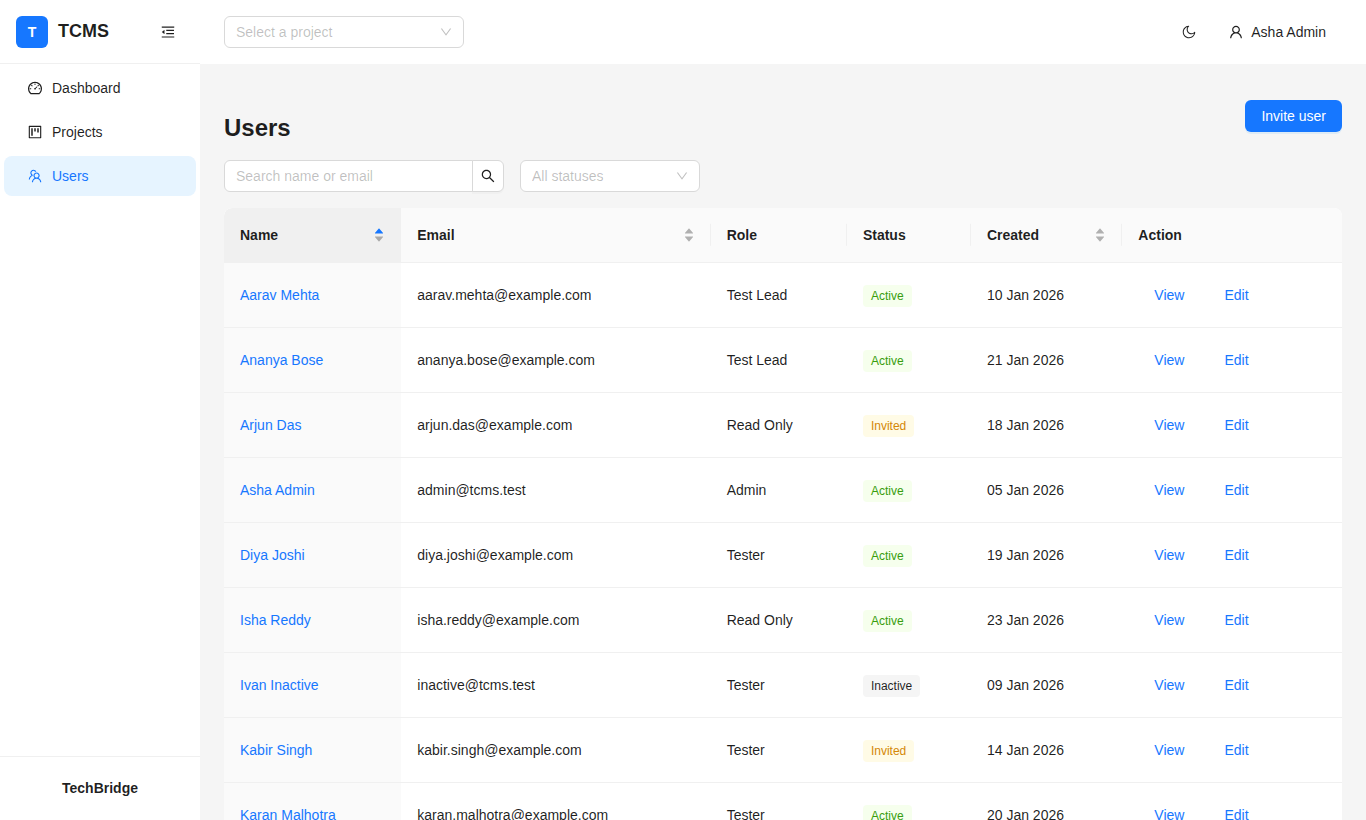 T TCMS Select a project Asha Admin
Dashboard
Projects
Users
TechBridge
Users Invite user
Search name or email All statuses
Name Email Role Status Created Action
Aarav Mehta aarav.mehta@example.com Test Lead Active 10 Jan 2026 View Edit
Ananya Bose ananya.bose@example.com Test Lead Active 21 Jan 2026 View Edit
Arjun Das arjun.das@example.com Read Only Invited 18 Jan 2026 View Edit
Asha Admin admin@tcms.test Admin Active 05 Jan 2026 View Edit
Diya Joshi diya.joshi@example.com Tester Active 19 Jan 2026 View Edit
Isha Reddy isha.reddy@example.com Read Only Active 23 Jan 2026 View Edit
Ivan Inactive inactive@tcms.test Tester Inactive 09 Jan 2026 View Edit
Kabir Singh kabir.singh@example.com Tester Invited 14 Jan 2026 View Edit
Karan Malhotra karan.malhotra@example.com Tester Active 20 Jan 2026 View Edit